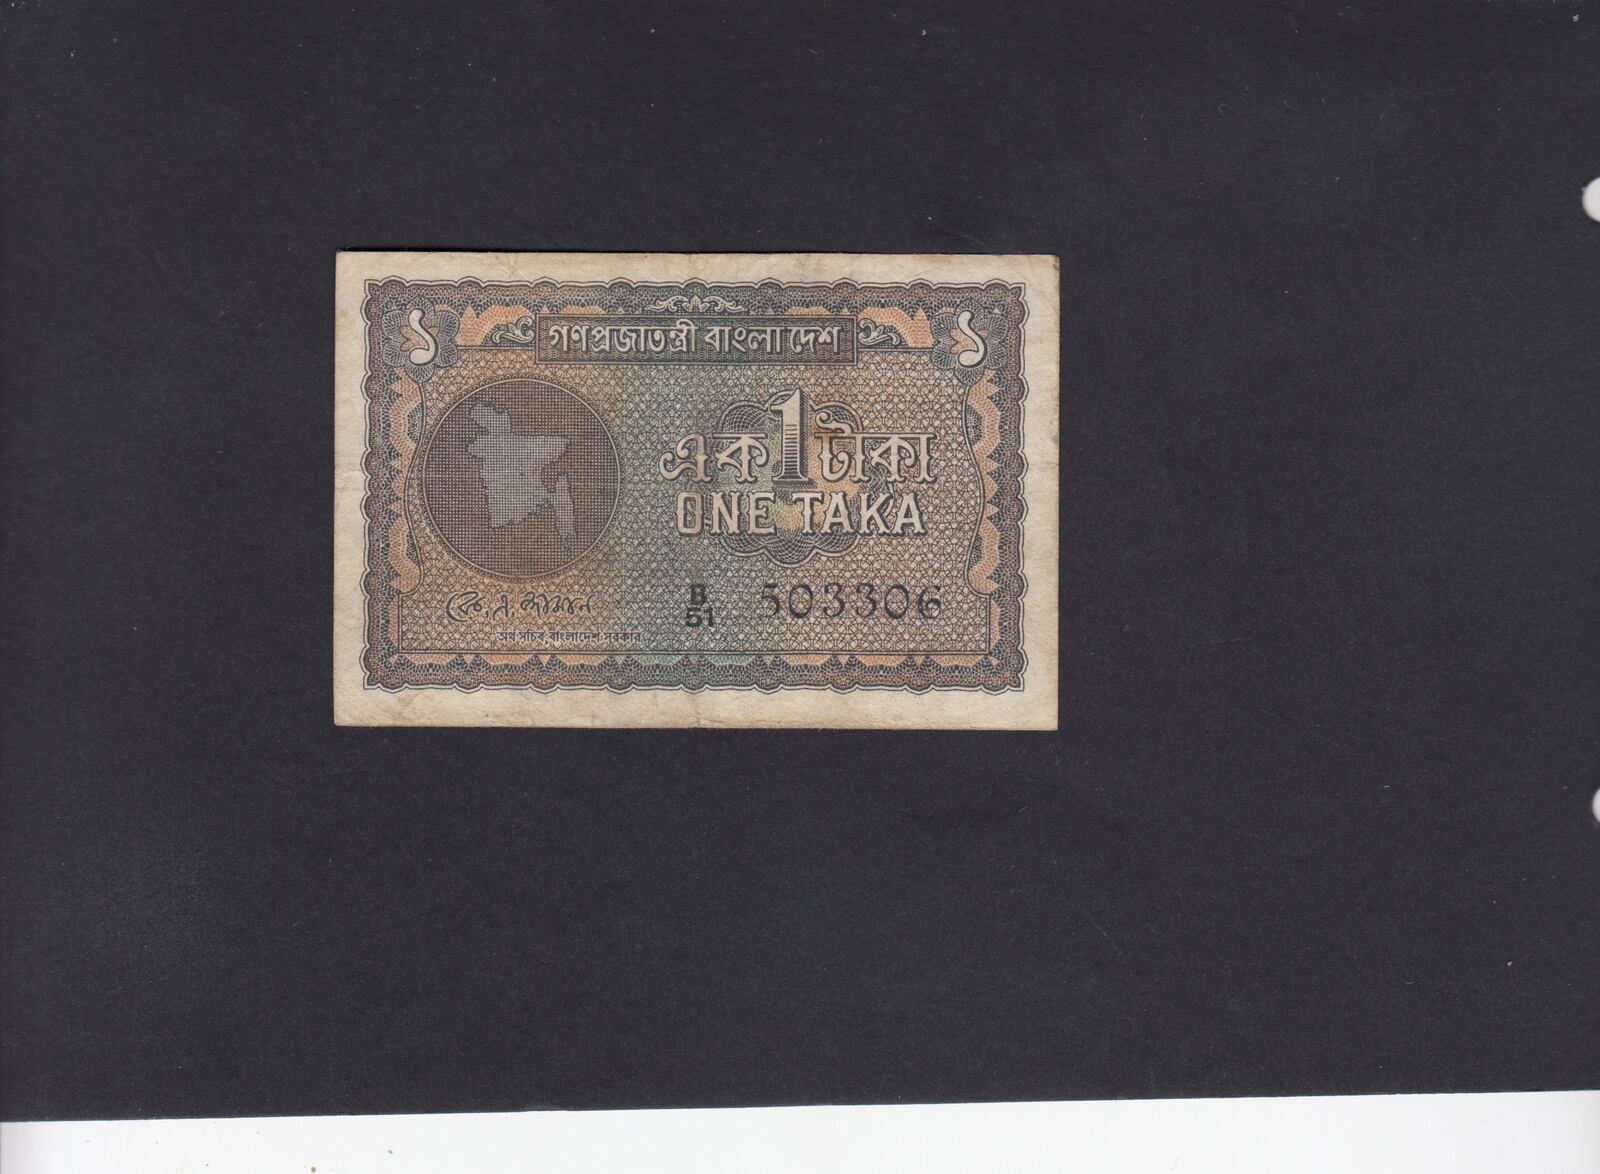 ১ গণপ্রজাতন্ত্রী বাংলাদেশ ১
এক 1 টাকা
ONE TAKA
কে, এ, জামান
B
51 503306
অর্থ সচিব, বাংলাদেশ সরকার